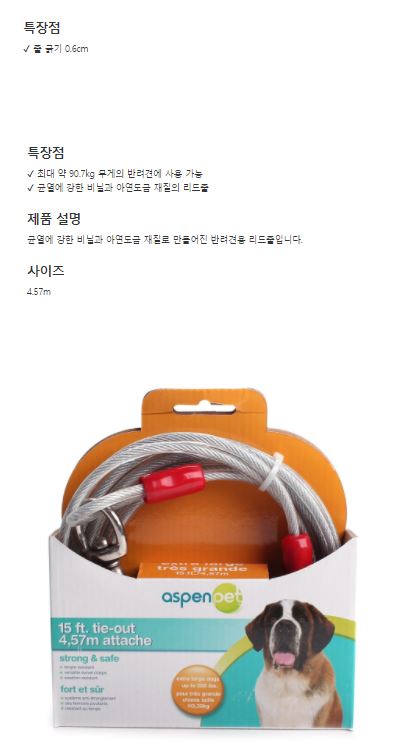 특장점
✓ 줄 굵기 0.6cm
특장점
✓ 최대 약 90.7kg 무게의 반려견에 사용 가능
✓ 균열에 강한 비닐과 아연도금 재질의 리드줄
제품 설명
균열에 강한 비닐과 아연도금 재질로 만들어진 반려견용 리드줄입니다.
사이즈
4.57m
extra large
très grande
15 ft./4,57m
aspenpet
15 ft. tie-out
4,57m attache
strong & safe
fort et sûr
extra large dogs
up to 200 lbs.
pour très grande